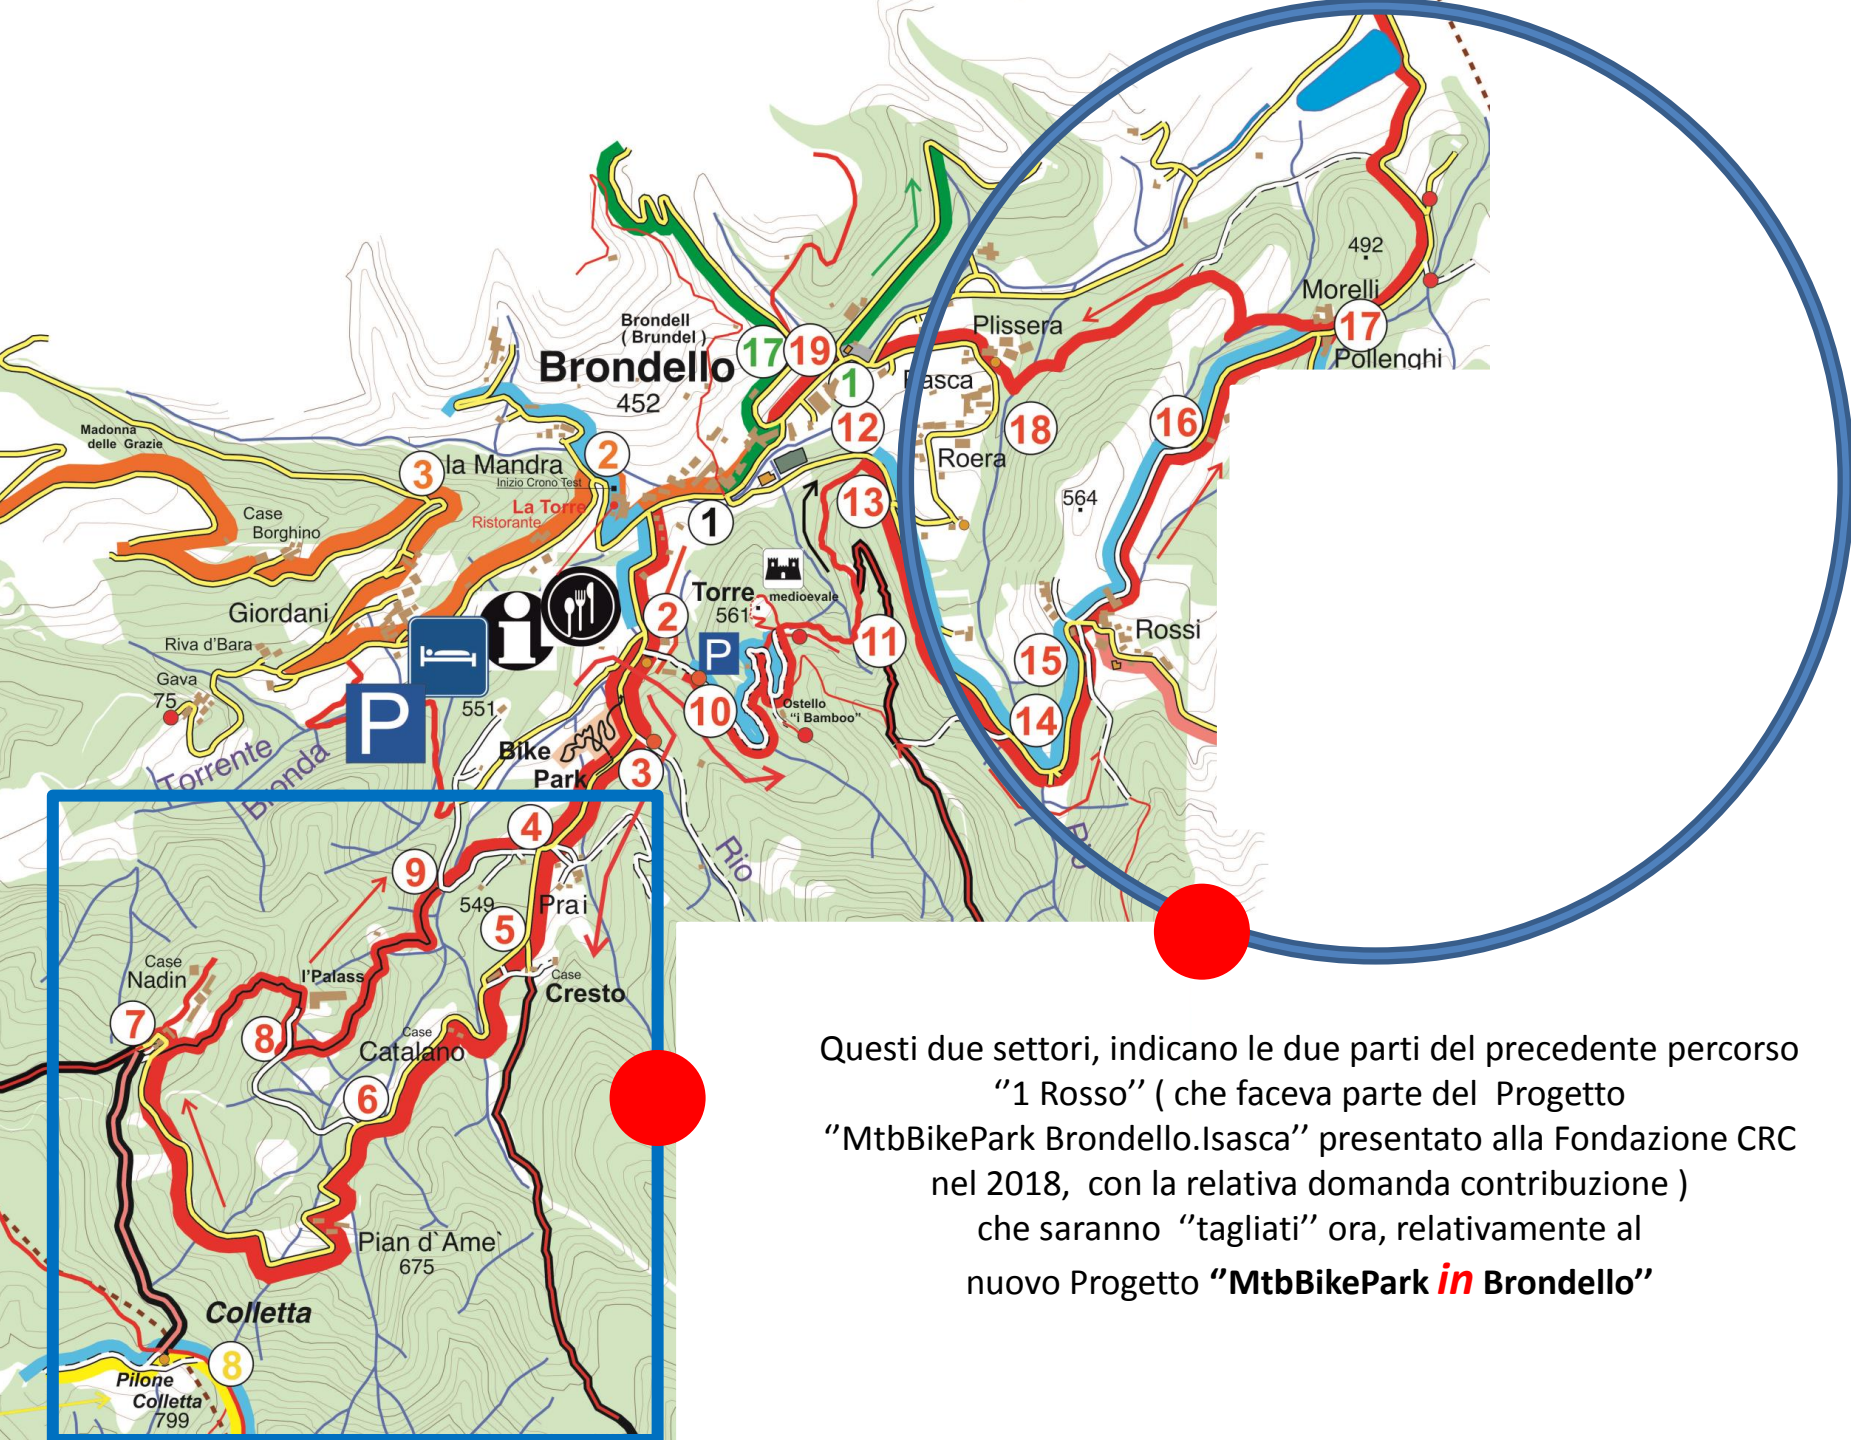 492
Morelli
17
Pollenghi
Brondell
( Brundel )
Brondello
452
17
19
1
Plissera
12
18
16
Roera
Madonna
delle Grazie
3
la Mandra
2
Inizio Crono Test
La Torre
Ristorante
1
13
564
Case
Borghino
Giordani
Torre
medioevale
561
2
P
11
15
Rossi
Riva d'Bara
Gava
75
551
P
10
Ostello
"i Bamboo"
14
Torrente
Bronda
Bike
Park
3
4
Rio
9
549
Prai
5
Case
Nadin
l'Palass
Case
Cresto
7
8
Case
Catalano
6
Pian d`Ame`
675
Colletta
8
Pilone
Colletta
799
Questi due settori, indicano le due parti del precedente percorso
‘’1 Rosso’’ ( che faceva parte del Progetto
‘’MtbBikePark Brondello.Isasca’’ presentato alla Fondazione CRC
nel 2018, con la relativa domanda contribuzione )
che saranno ‘’tagliati’’ ora, relativamente al
nuovo Progetto ‘’MtbBikePark in Brondello’’